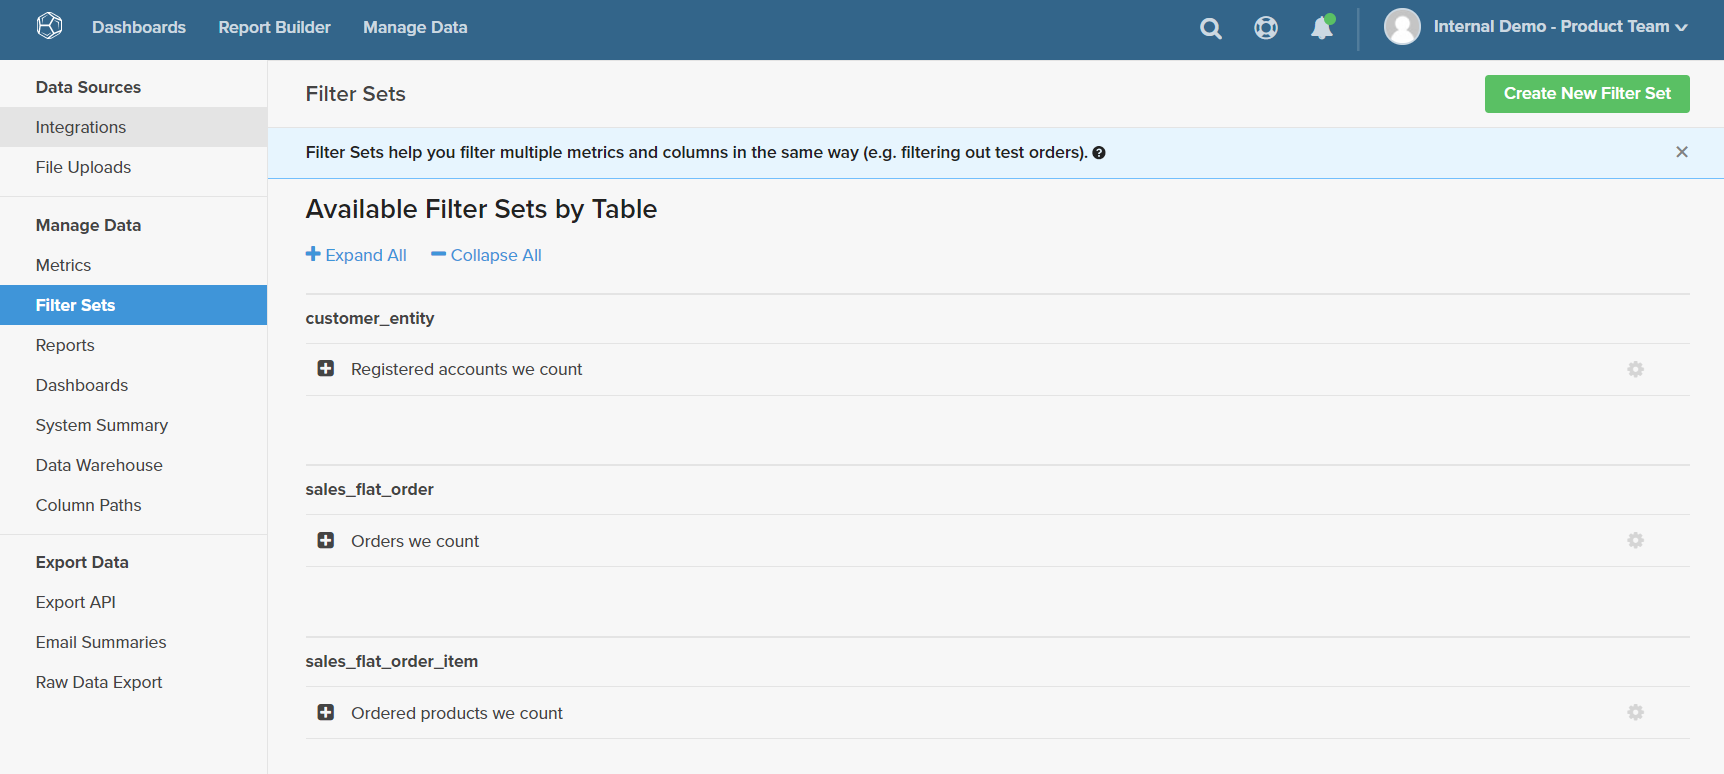 Dashboards Report Builder Manage Data Internal Demo - Product Team
Data Sources
Integrations
File Uploads
Manage Data
Metrics
Filter Sets
Reports
Dashboards
System Summary
Data Warehouse
Column Paths
Export Data
Export API
Email Summaries
Raw Data Export
Filter Sets
Create New Filter Set
Filter Sets help you filter multiple metrics and columns in the same way (e.g. filtering out test orders).
Available Filter Sets by Table
Expand All Collapse All
customer_entity
Registered accounts we count
sales_flat_order
Orders we count
sales_flat_order_item
Ordered products we count